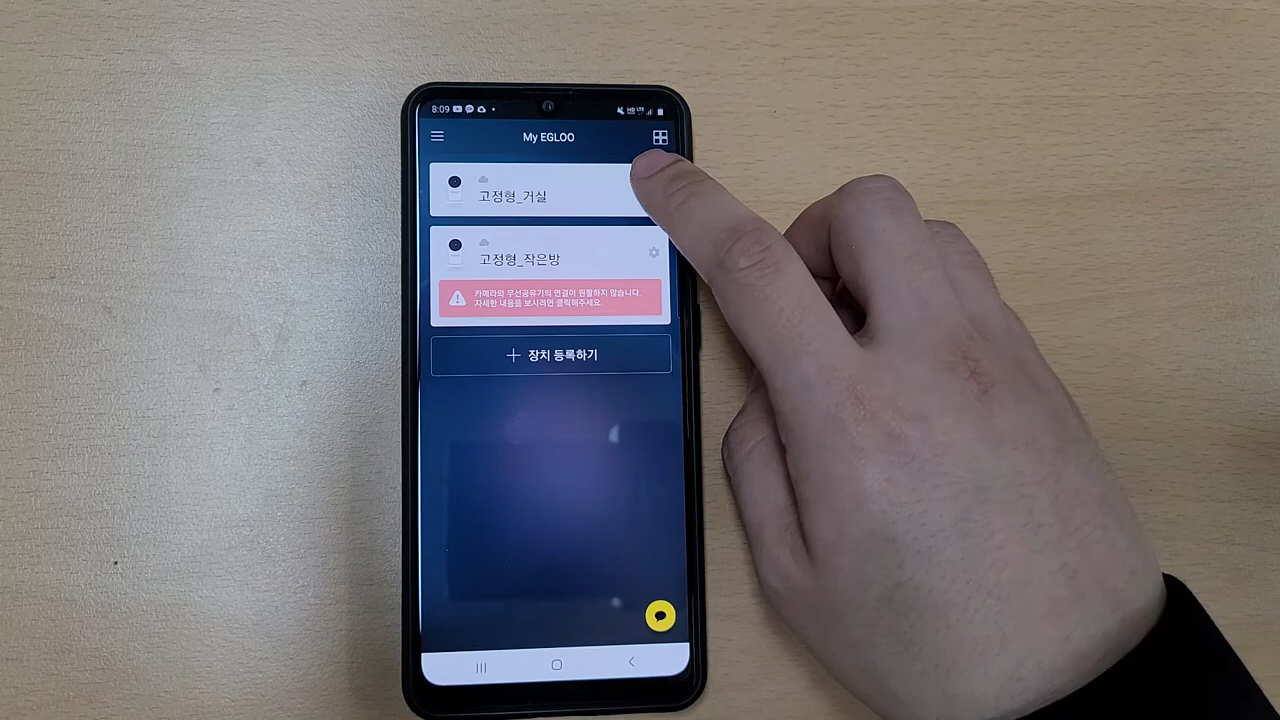 8:09
My EGLOO
고정형_거실
고정형_작은방
카메라와 무선공유기의 연결이 원활하지 않습니다.
자세한 내용을 보시려면 클릭해주세요.
+ 장치 등록하기